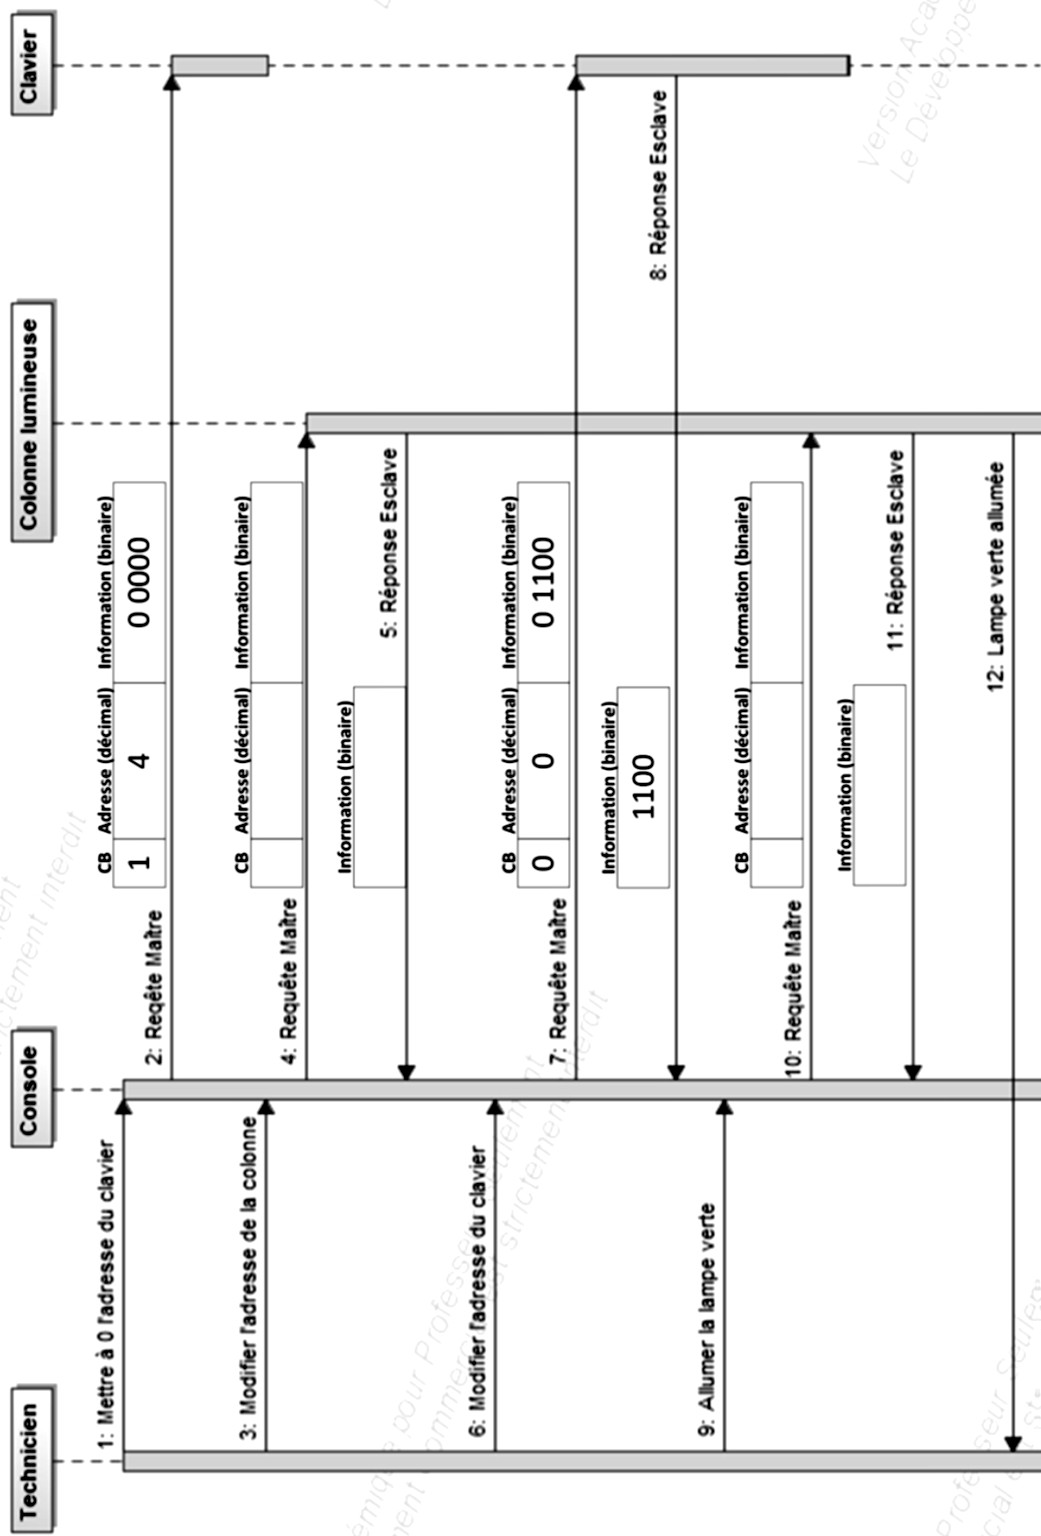 Technicien
Console
Colonne lumineuse
Clavier
1: Mettre à 0 l'adresse du clavier
CB Adresse (décimal) Information (binaire)
1 4 0 0000
2: Reqête Maître
3: Modifier l'adresse de la colonne
CB Adresse (décimal) Information (binaire)
4: Requête Maître
Information (binaire)
5: Réponse Esclave
6: Modifier l'adresse du clavier
CB Adresse (décimal) Information (binaire)
0 0 0 1100
7: Requête Maître
Information (binaire)
1100
8: Réponse Esclave
9: Allumer la lampe verte
CB Adresse (décimal) Information (binaire)
10: Requête Maître
Information (binaire)
11: Réponse Esclave
12: Lampe verte allumée